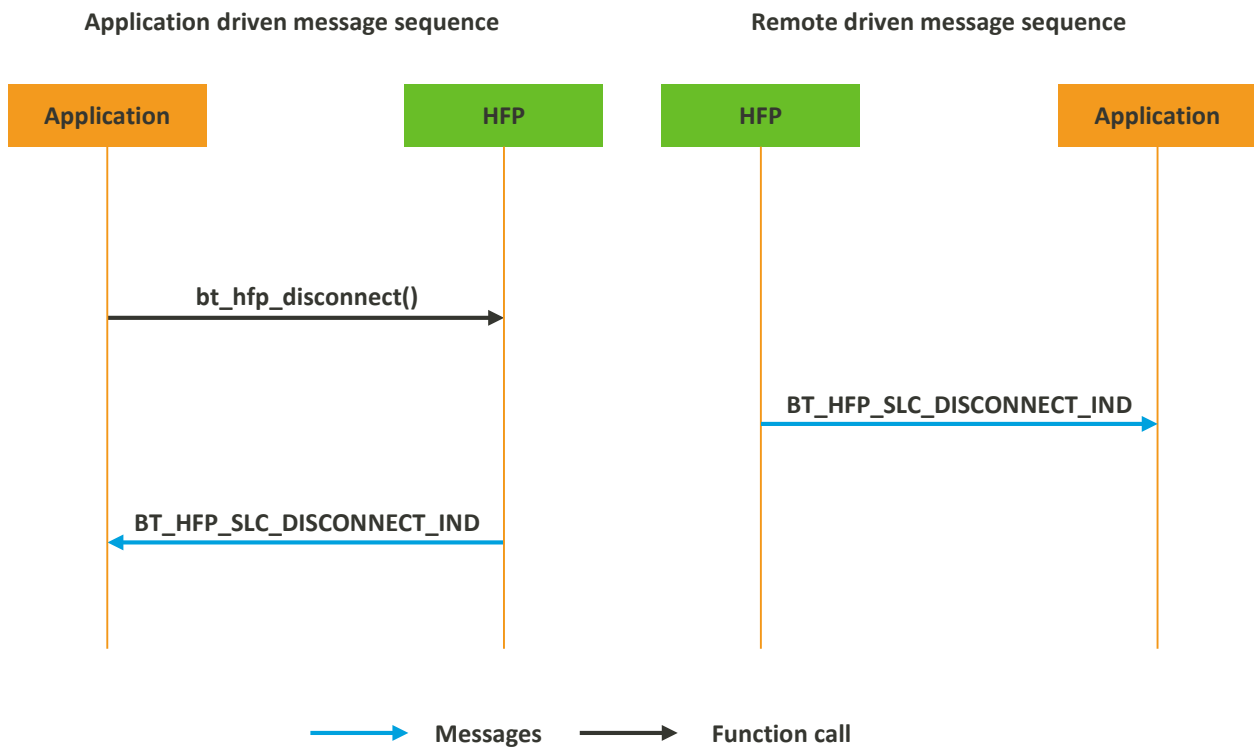 Application driven message sequence
Remote driven message sequence
Application
HFP
HFP
Application
bt_hfp_disconnect()
BT_HFP_SLC_DISCONNECT_IND
BT_HFP_SLC_DISCONNECT_IND
Messages
Function call